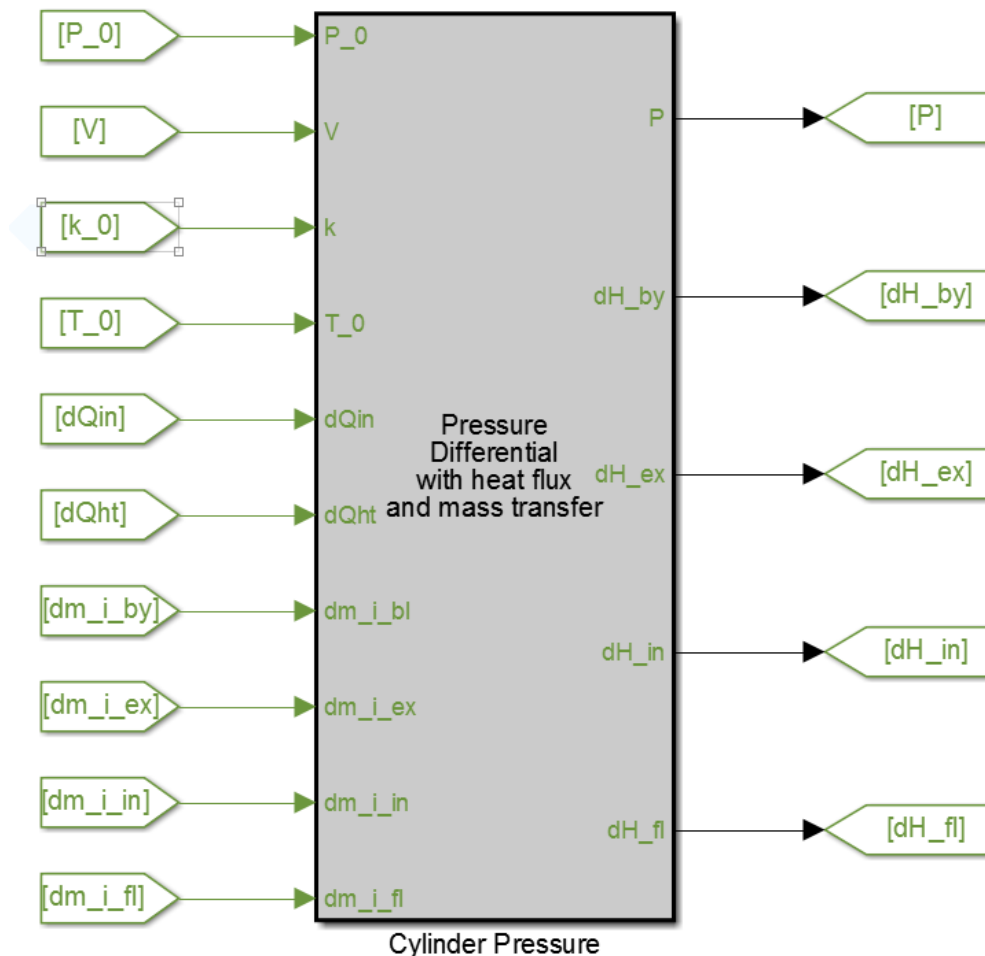 [P_0]
[V]
[k_0]
[T_0]
[dQin]
[dQht]
[dm_i_by]
[dm_i_ex]
[dm_i_in]
[dm_i_fl]
P_0
V
k
T_0
dQin
dQht
dm_i_bl
dm_i_ex
dm_i_in
dm_i_fl
Pressure
Differential
with heat flux
and mass transfer
P
dH_by
dH_ex
dH_in
dH_fl
[P]
[dH_by]
[dH_ex]
[dH_in]
[dH_fl]
Cylinder Pressure